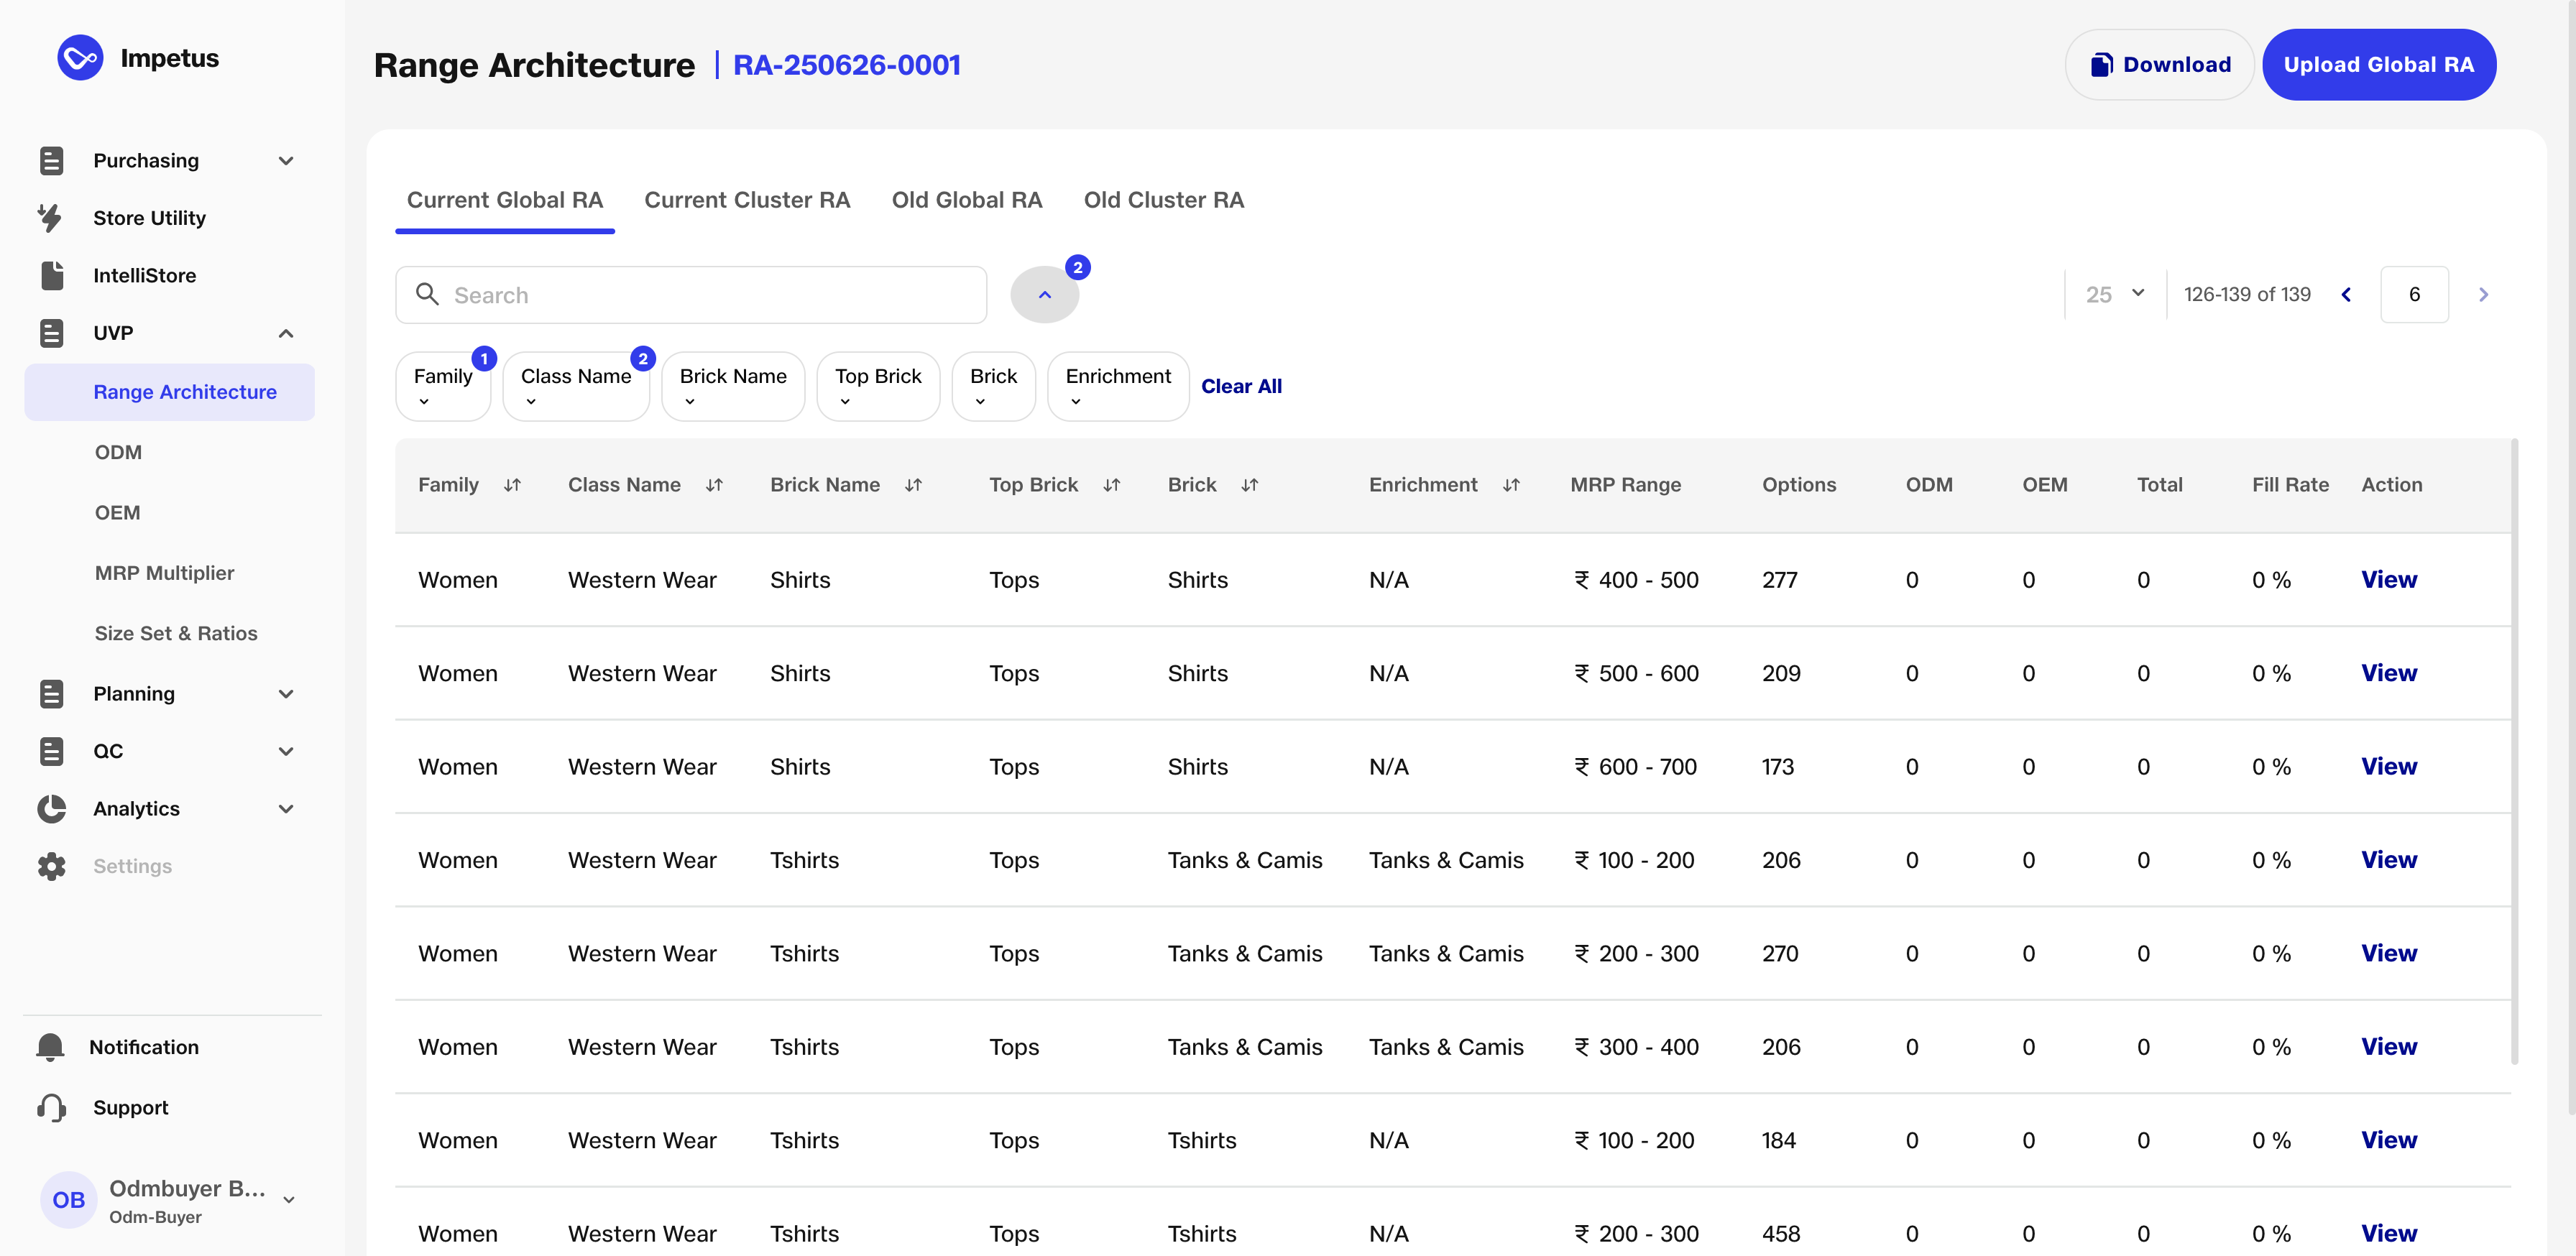 Impetus
Purchasing
Store Utility
IntelliStore
UVP
Range Architecture
ODM
OEM
MRP Multiplier
Size Set & Ratios
Planning
QC
Analytics
Settings
Notification
Support
OB
Odmbuyer B...
Odm-Buyer
Range Architecture | RA-250626-0001
Download
Upload Global RA
Current Global RA Current Cluster RA Old Global RA Old Cluster RA
Search
2
25
126-139 of 139
6
Family 1
Class Name 2
Brick Name
Top Brick
Brick
Enrichment
Clear All
Family Class Name Brick Name Top Brick Brick Enrichment MRP Range Options ODM OEM Total Fill Rate Action
Women Western Wear Shirts Tops Shirts N/A ₹ 400 - 500 277 0 0 0 0 % View
Women Western Wear Shirts Tops Shirts N/A ₹ 500 - 600 209 0 0 0 0 % View
Women Western Wear Shirts Tops Shirts N/A ₹ 600 - 700 173 0 0 0 0 % View
Women Western Wear Tshirts Tops Tanks & Camis Tanks & Camis ₹ 100 - 200 206 0 0 0 0 % View
Women Western Wear Tshirts Tops Tanks & Camis Tanks & Camis ₹ 200 - 300 270 0 0 0 0 % View
Women Western Wear Tshirts Tops Tanks & Camis Tanks & Camis ₹ 300 - 400 206 0 0 0 0 % View
Women Western Wear Tshirts Tops Tshirts N/A ₹ 100 - 200 184 0 0 0 0 % View
Women Western Wear Tshirts Tops Tshirts N/A ₹ 200 - 300 458 0 0 0 0 % View